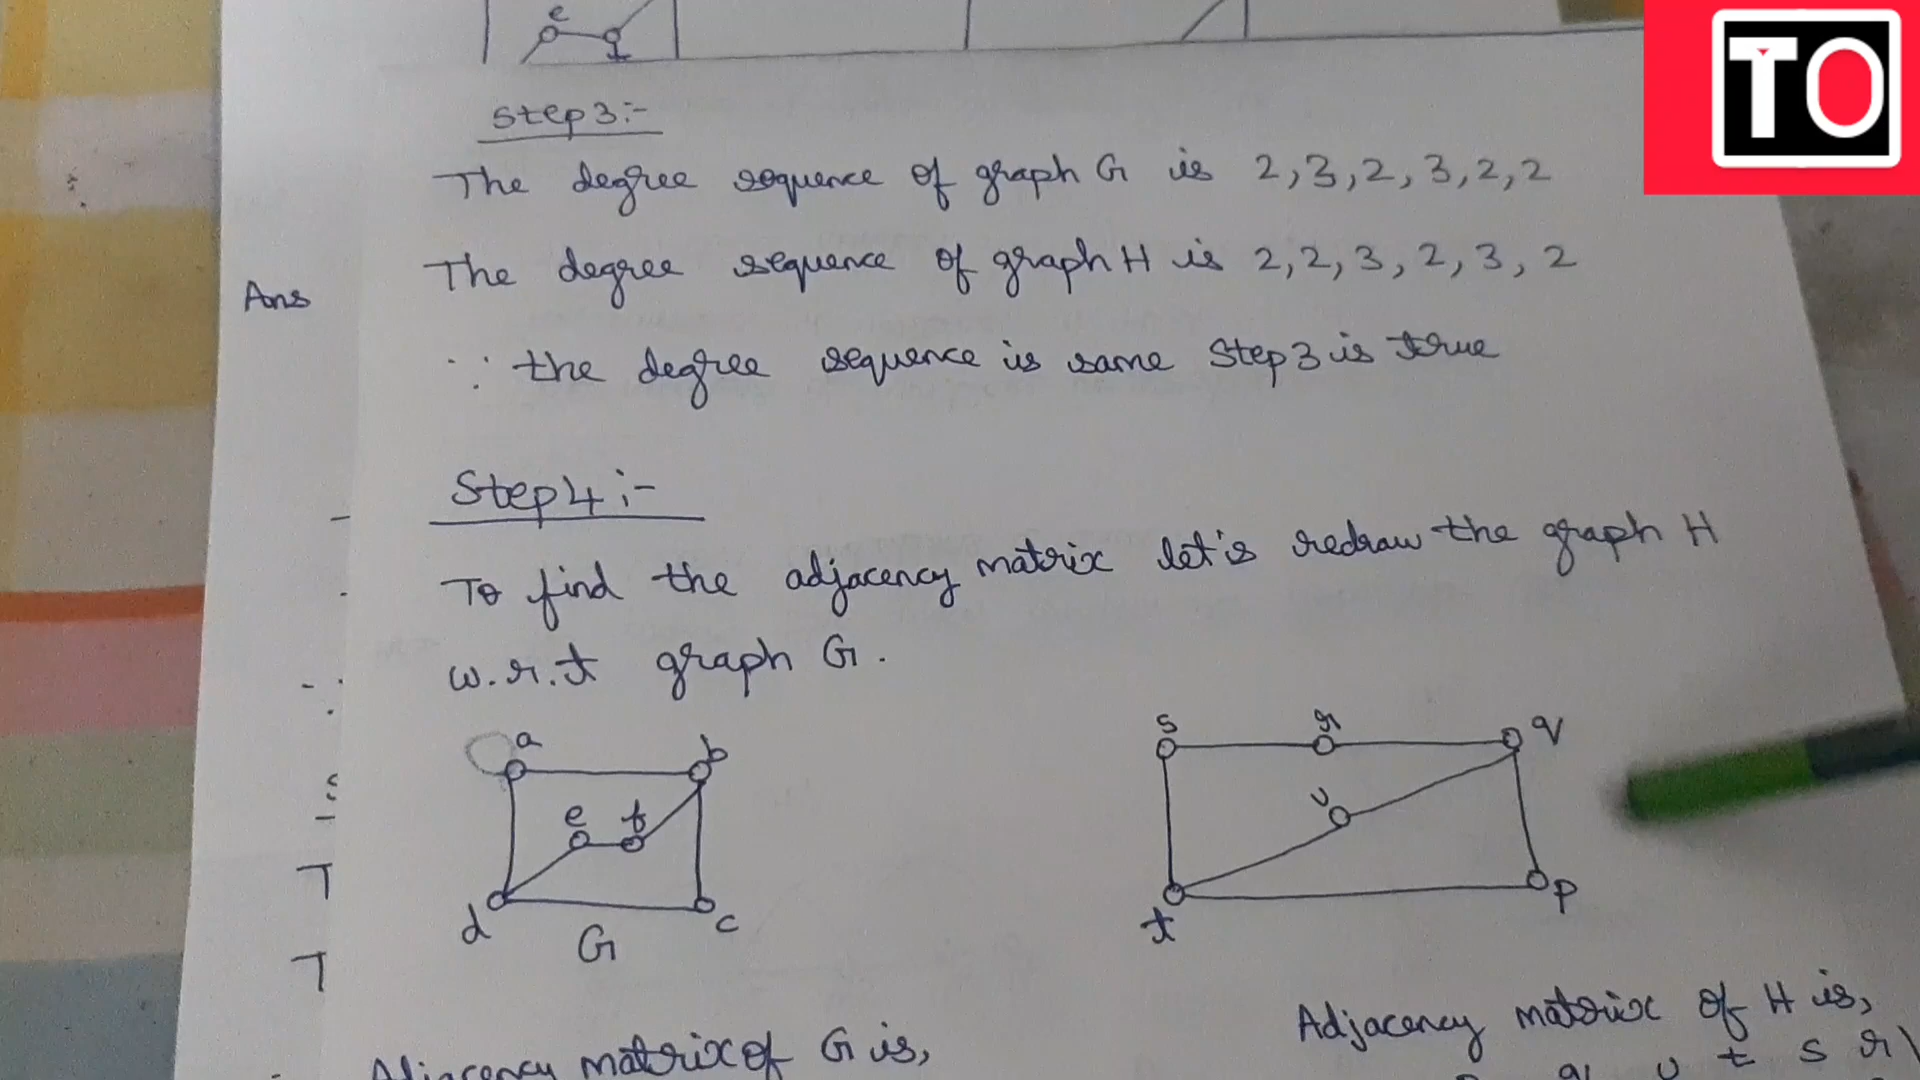 e
TO
Step3:-
The degree sequence of graph G is 2,3,2,3,2,2
The degree sequence of graph H is 2,2,3,2,3,2
Ans
∵ the degree sequence is same Step3 is true
Step4:-
To find the adjacency matrix let's redraw the graph H
w.r.t graph G.
a b
s r q
e f
u
d c
t p
G
Adjacency matrix of H is,
Adjacency matrix of G is,
u t s r